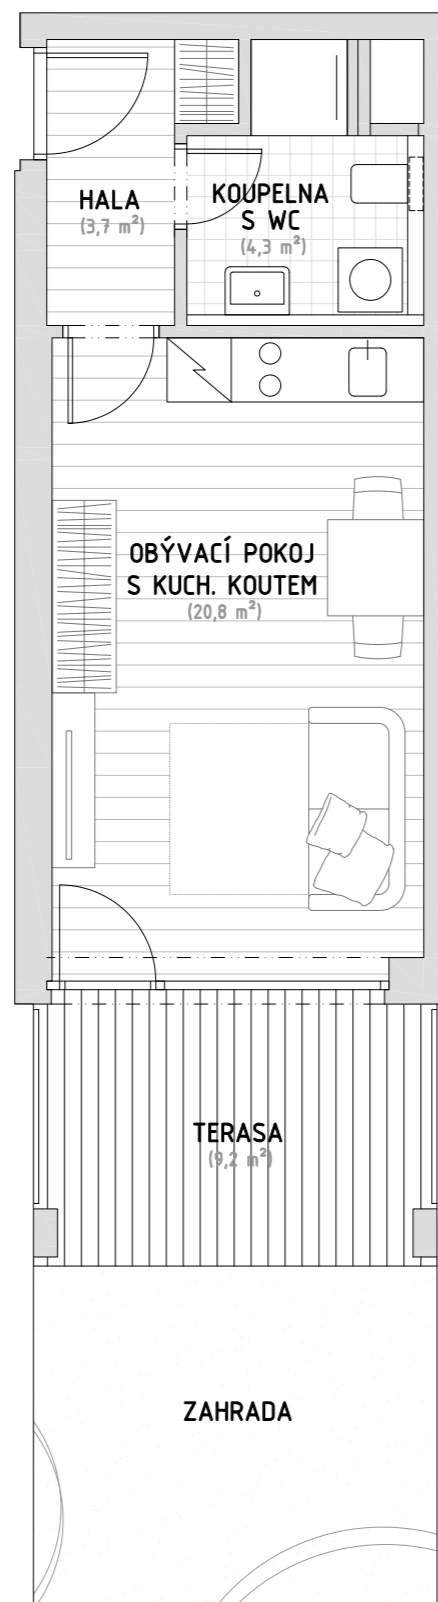 HALA
(3,7 m²)
KOUPELNA
S WC
(4,3 m²)
OBÝVACÍ POKOJ
S KUCH. KOUTEM
(20,8 m²)
TERASA
(9,2 m²)
ZAHRADA